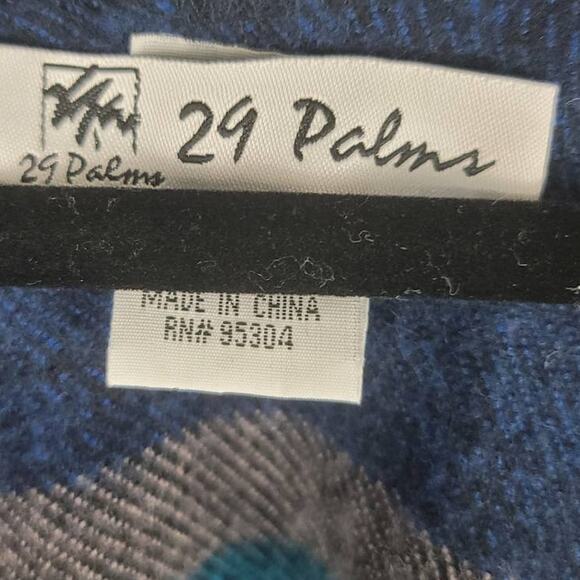 29 Palms
29 Palms
MADE IN CHINA
RN# 95304